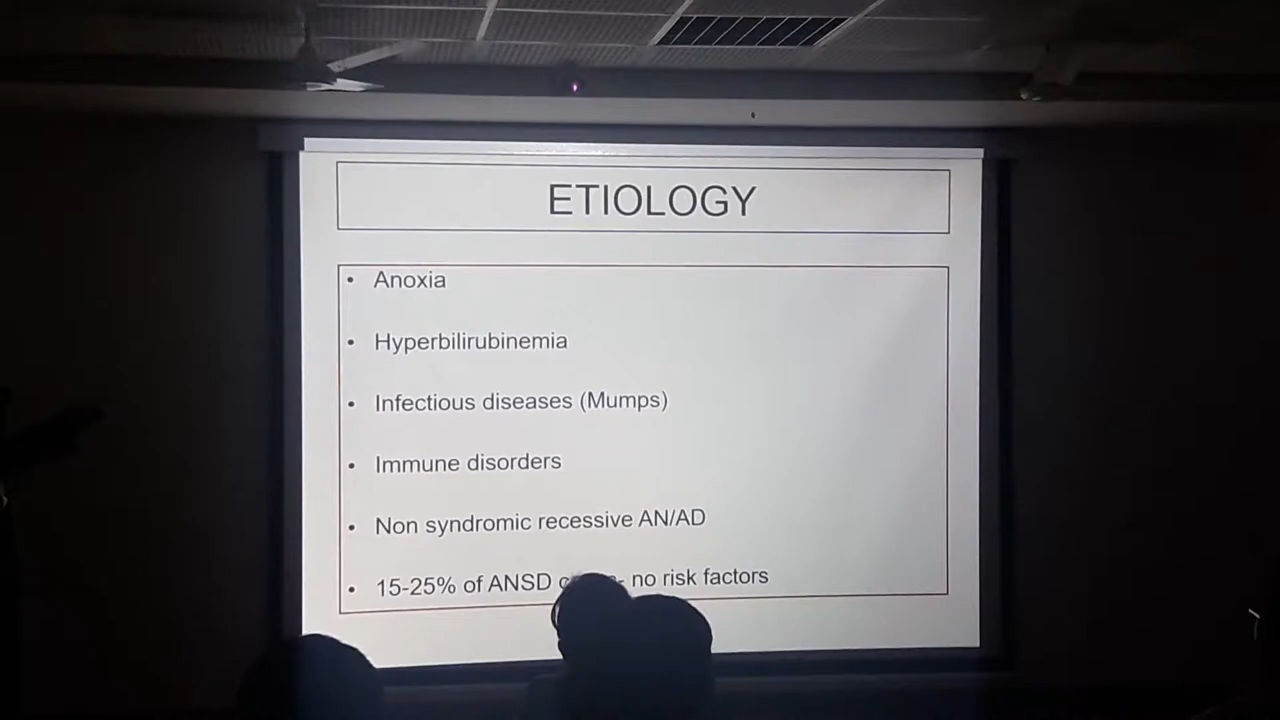 ETIOLOGY
• Anoxia
• Hyperbilirubinemia
• Infectious diseases (Mumps)
• Immune disorders
• Non syndromic recessive AN/AD
• 15-25% of ANSD - no risk factors